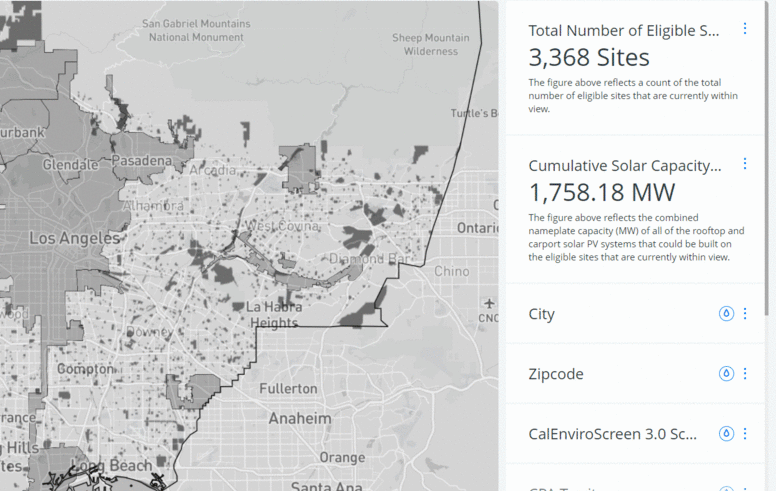 San Gabriel Mountains
National Monument
Sheep Mountain
Wilderness
Turtle's B
urbank
Glendale
Pasadena
Arcadia
Alhambra
West Covina
Los Angeles
Ontari
Diamond Bar
Chino
La Habra
Heights
CNO
Downey
Compton
Fullerton
Anaheim
rrance
Hills
tes
Long Beach
Orange
Santa Ana
Total Number of Eligible S...
3,368 Sites
The figure above reflects a count of the total
number of eligible sites that are currently within
view.
Cumulative Solar Capacity...
1,758.18 MW
The figure above reflects the combined
nameplate capacity (MW) of all of the rooftop and
carport solar PV systems that could be built on
the eligible sites that are currently within view.
City
Zipcode
CalEnviroScreen 3.0 Sc...